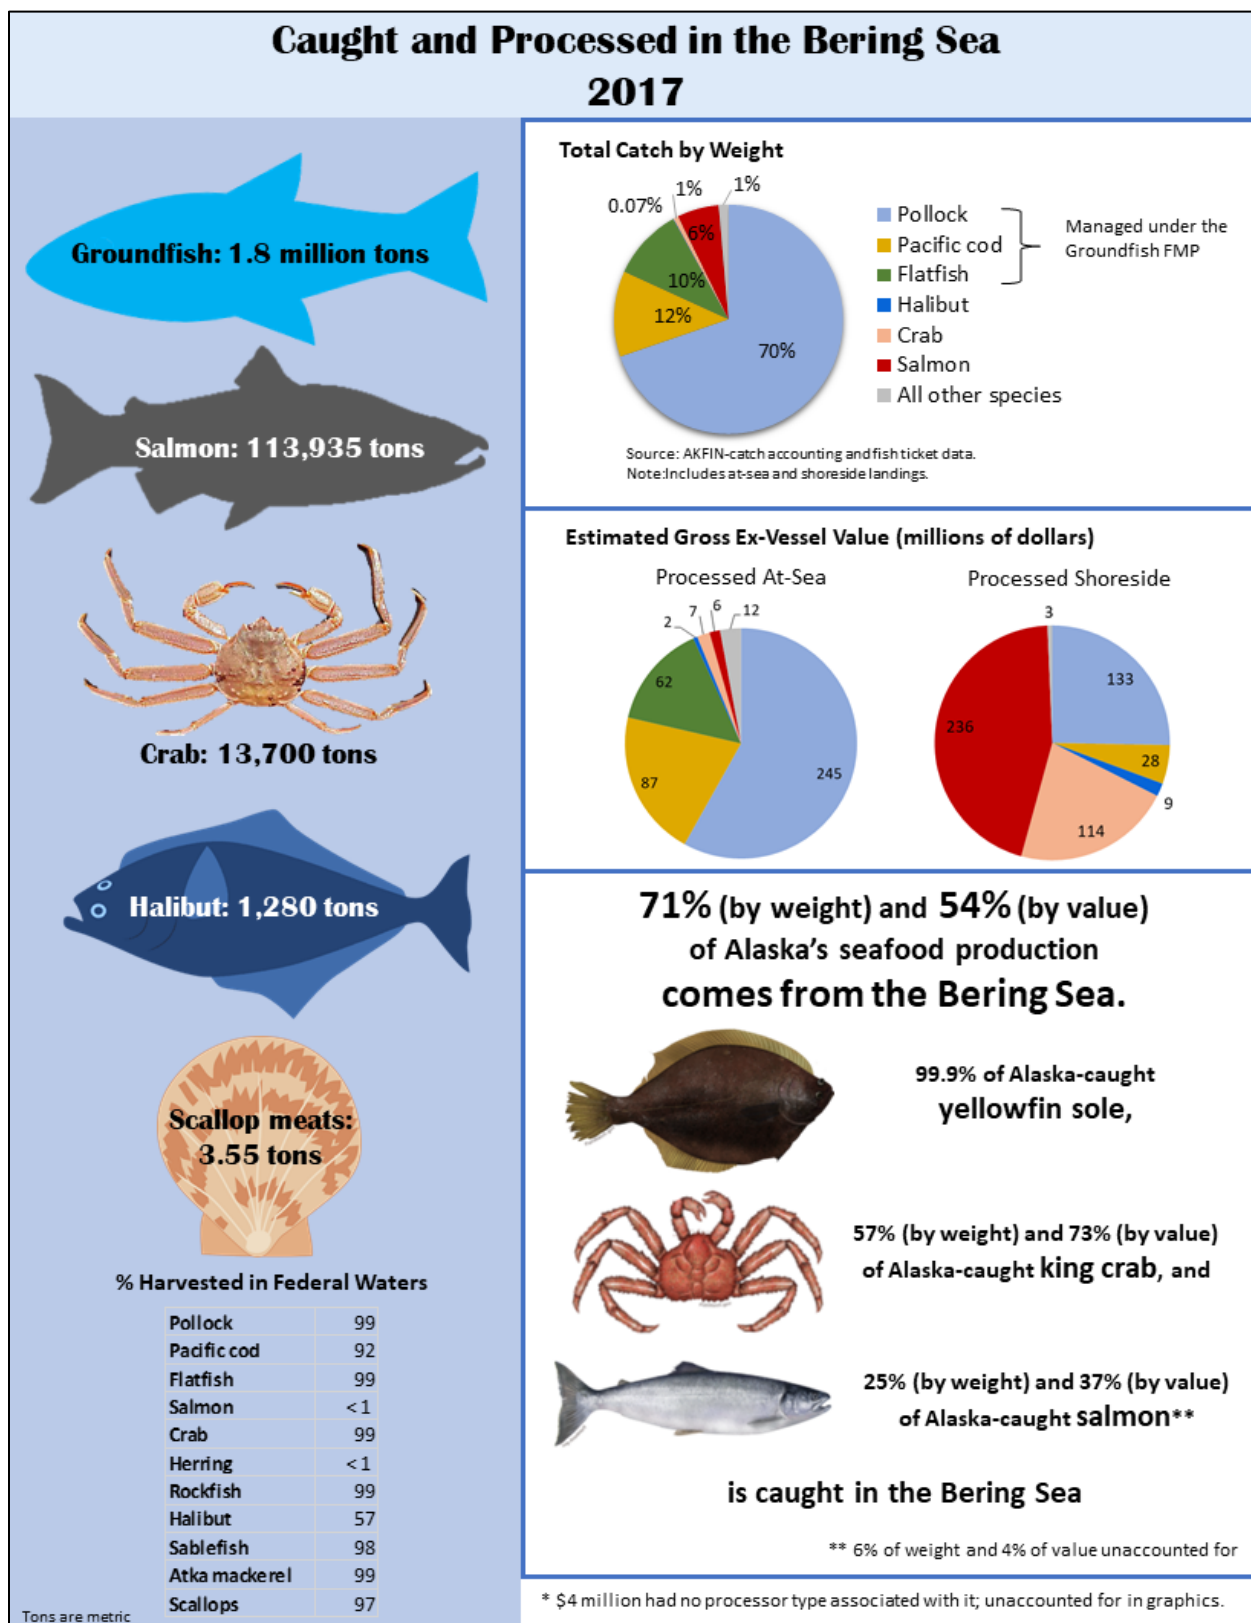 Caught and Processed in the Bering Sea
2017
Groundfish: 1.8 million tons
Salmon: 113,935 tons
Crab: 13,700 tons
Halibut: 1,280 tons
Scallop meats:
3.55 tons
% Harvested in Federal Waters
Pollock 99
Pacific cod 92
Flatfish 99
Salmon < 1
Crab 99
Herring < 1
Rockfish 99
Halibut 57
Sablefish 98
Atka mackerel 99
Scallops 97
Tons are metric
Total Catch by Weight
1% 1%
0.07%
6%
10%
12%
70%
Pollock
Pacific cod
Flatfish
Halibut
Crab
Salmon
All other species
Managed under the
Groundfish FMP
Source: AKFIN-catch accounting and fish ticket data.
Note:Includes at-sea and shoreside landings.
Estimated Gross Ex-Vessel Value (millions of dollars)
Processed At-Sea
2 7 6 12
62
87
245
Processed Shoreside
3
133
236
28
9
114
71% (by weight) and 54% (by value)
of Alaska's seafood production
comes from the Bering Sea.
99.9% of Alaska-caught
yellowfin sole,
57% (by weight) and 73% (by value)
of Alaska-caught king crab, and
25% (by weight) and 37% (by value)
of Alaska-caught salmon**
is caught in the Bering Sea
** 6% of weight and 4% of value unaccounted for
* $4 million had no processor type associated with it; unaccounted for in graphics.